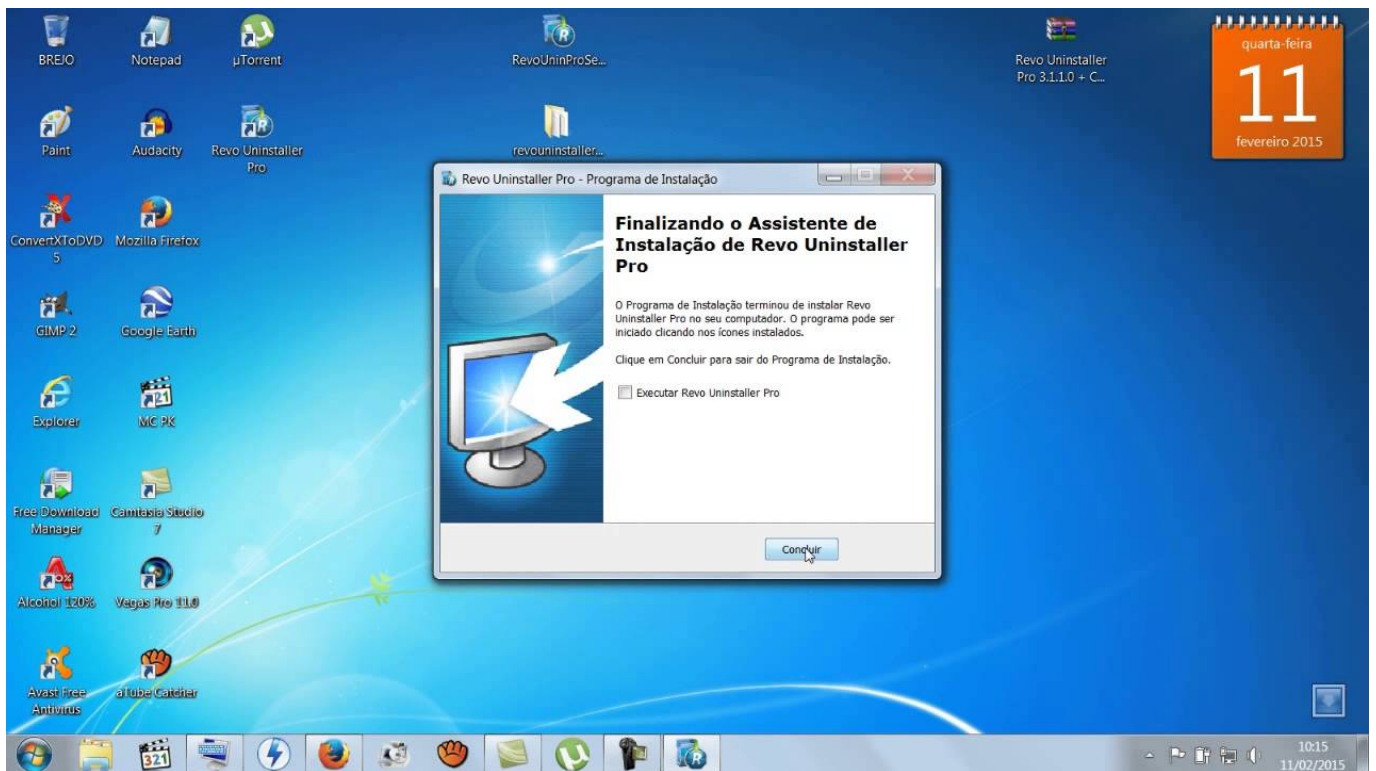 BREJO
Notepad
µTorrent
RevoUninProSe...
Revo Uninstaller
Pro 3.1.1.0 + C...
quarta-feira
11
fevereiro 2015
Paint
Audacity
Revo Uninstaller
Pro
revouninstaller...
ConvertXToDVD
5
Mozilla Firefox
GIMP 2
Google Earth
Explorer
MC PK
Free Download
Manager
Camtasia Studio
7
Alcohol 120%
Vegas Pro 11.0
Avast Free
Antivirus
aTube Catcher
Revo Uninstaller Pro - Programa de Instalação
Finalizando o Assistente de
Instalação de Revo Uninstaller
Pro
O Programa de Instalação terminou de instalar Revo
Uninstaller Pro no seu computador. O programa pode ser
iniciado clicando nos ícones instalados.
Clique em Concluir para sair do Programa de Instalação.
Executar Revo Uninstaller Pro
Concluir
321
10:15
11/02/2015